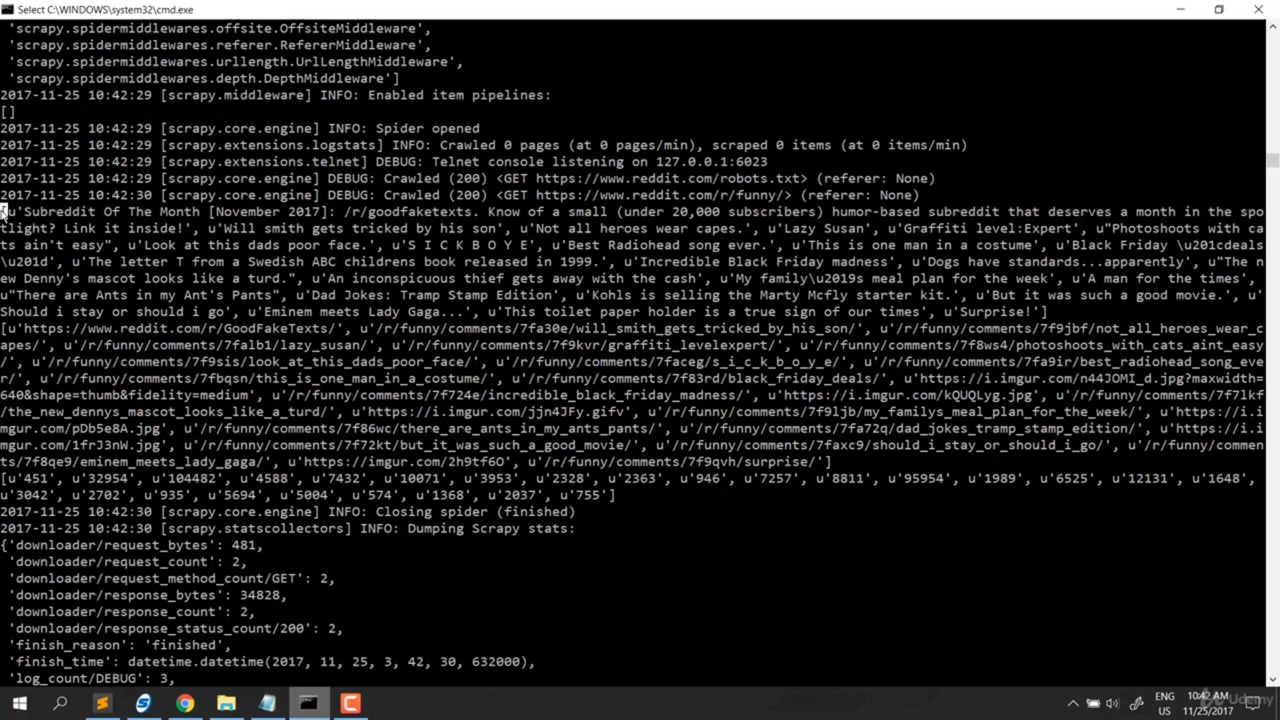 Select C:\WINDOWS\system32\cmd.exe
'scrapy.spidermiddlewares.offsite.OffsiteMiddleware',
'scrapy.spidermiddlewares.referer.RefererMiddleware',
'scrapy.spidermiddlewares.urllength.UrlLengthMiddleware',
'scrapy.spidermiddlewares.depth.DepthMiddleware']
2017-11-25 10:42:29 [scrapy.middleware] INFO: Enabled item pipelines:
[]
2017-11-25 10:42:29 [scrapy.core.engine] INFO: Spider opened
2017-11-25 10:42:29 [scrapy.extensions.logstats] INFO: Crawled 0 pages (at 0 pages/min), scraped 0 items (at 0 items/min)
2017-11-25 10:42:29 [scrapy.extensions.telnet] DEBUG: Telnet console listening on 127.0.0.1:6023
2017-11-25 10:42:29 [scrapy.core.engine] DEBUG: Crawled (200) <GET https://www.reddit.com/robots.txt> (referer: None)
2017-11-25 10:42:30 [scrapy.core.engine] DEBUG: Crawled (200) <GET https://www.reddit.com/r/funny/> (referer: None)
[u'Subreddit Of The Month [November 2017]: /r/goodfaketexts. Know of a small (under 20,000 subscribers) humor-based subreddit that deserves a month in the spo
tlight? Link it inside!', u'Will smith gets tricked by his son', u'Not all heroes wear capes.', u'Lazy Susan', u'Graffiti level:Expert', u"Photoshoots with ca
ts ain't easy", u'Look at this dads poor face.', u'S I C K B O Y E', u'Best Radiohead song ever.', u'This is one man in a costume', u'Black Friday \u201cdeals
\u201d', u'The letter T from a Swedish ABC childrens book released in 1999.', u'Incredible Black Friday madness', u'Dogs have standards...apparently', u"The n
ew Denny's mascot looks like a turd.", u'An inconspicuous thief gets away with the cash', u'My family\u2019s meal plan for the week', u'A man for the times',
u"There are Ants in my Ant's Pants", u'Dad Jokes: Tramp Stamp Edition', u'Kohls is selling the Marty Mcfly starter kit.', u'But it was such a good movie.', u'
Should i stay or should i go', u'Eminem meets Lady Gaga...', u'This toilet paper holder is a true sign of our times', u'Surprise!']
[u'https://www.reddit.com/r/GoodFakeTexts/', u'/r/funny/comments/7fa30e/will_smith_gets_tricked_by_his_son/', u'/r/funny/comments/7f9jbf/not_all_heroes_wear_c
apes/', u'/r/funny/comments/7falb1/lazy_susan/', u'/r/funny/comments/7f9kvr/graffiti_levelexpert/', u'/r/funny/comments/7f8ws4/photoshoots_with_cats_aint_easy
/', u'/r/funny/comments/7f9sis/look_at_this_dads_poor_face/', u'/r/funny/comments/7faceg/s_i_c_k_b_o_y_e/', u'/r/funny/comments/7fa9ir/best_radiohead_song_eve
r/', u'/r/funny/comments/7fbqsn/this_is_one_man_in_a_costume/', u'/r/funny/comments/7f83rd/black_friday_deals/', u'https://i.imgur.com/n44JOMI_d.jpg?maxwidth=
640&shape=thumb&fidelity=medium', u'/r/funny/comments/7f724e/incredible_black_friday_madness/', u'https://i.imgur.com/kQUQLyg.jpg', u'/r/funny/comments/7f7lkf
/the_new_dennys_mascot_looks_like_a_turd/', u'https://i.imgur.com/jjn4JFy.gifv', u'/r/funny/comments/7f9ljb/my_familys_meal_plan_for_the_week/', u'https://i.i
mgur.com/pDb5e8A.jpg', u'/r/funny/comments/7f86wc/there_are_ants_in_my_ants_pants/', u'/r/funny/comments/7fa72q/dad_jokes_tramp_stamp_edition/', u'https://i.i
mgur.com/1frJ3nW.jpg', u'/r/funny/comments/7f72kt/but_it_was_such_a_good_movie/', u'/r/funny/comments/7faxc9/should_i_stay_or_should_i_go/', u'/r/funny/commen
ts/7f8qe9/eminem_meets_lady_gaga/', u'https://imgur.com/2h9tf6O', u'/r/funny/comments/7f9qvh/surprise/']
[u'451', u'32954', u'104482', u'4588', u'7432', u'10071', u'3953', u'2328', u'2363', u'946', u'7257', u'8811', u'95954', u'1989', u'6525', u'12131', u'1648',
u'3042', u'2702', u'935', u'5694', u'5004', u'574', u'1368', u'2037', u'755']
2017-11-25 10:42:30 [scrapy.core.engine] INFO: Closing spider (finished)
2017-11-25 10:42:30 [scrapy.statscollectors] INFO: Dumping Scrapy stats:
{'downloader/request_bytes': 481,
'downloader/request_count': 2,
'downloader/request_method_count/GET': 2,
'downloader/response_bytes': 34828,
'downloader/response_count': 2,
'downloader/response_status_count/200': 2,
'finish_reason': 'finished',
'finish_time': datetime.datetime(2017, 11, 25, 3, 42, 30, 632000),
'log_count/DEBUG': 3,
ENG
US
10:42 AM
11/25/2017
Udemy